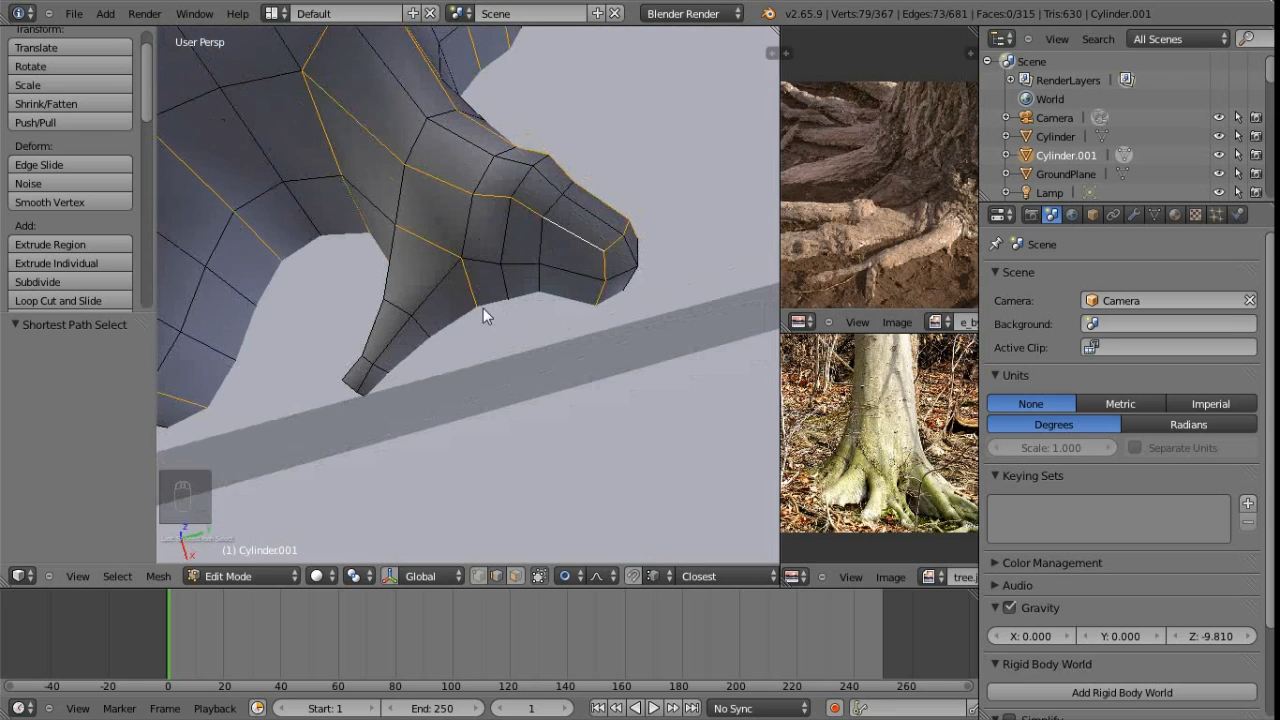 File Add Render Window Help Default Scene Blender Render v2.65.9 | Verts:79/367 | Edges:73/681 | Faces:0/315 | Tris:630 | Cylinder.001
Transform:
Translate
Rotate
Scale
Shrink/Fatten
Push/Pull
Deform:
Edge Slide
Noise
Smooth Vertex
Add:
Extrude Region
Extrude Individual
Subdivide
Loop Cut and Slide
Shortest Path Select
User Persp
(1) Cylinder.001
View Select Mesh Edit Mode Global Closest
View Image
View Image tree.j
View Search All Scenes
Scene
RenderLayers
World
Camera
Cylinder
Cylinder.001
GroundPlane
Lamp
Scene
Scene
Camera: Camera
Background:
Active Clip:
Units
None Metric Imperial
Degrees Radians
Scale: 1.000 Separate Units
Keying Sets
Color Management
Audio
Gravity
X: 0.000 Y: 0.000 Z: -9.810
Rigid Body World
Add Rigid Body World
-40 -20 0 20 40 60 80 100 120 140 160 180 200 220 240 260
View Marker Frame Playback Start: 1 End: 250 1 No Sync